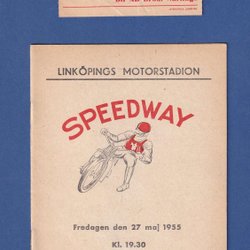 LINKÖPINGS MOTORSTADION
SPEEDWAY
Fredagen den 27 maj 1955
Kl. 19.30